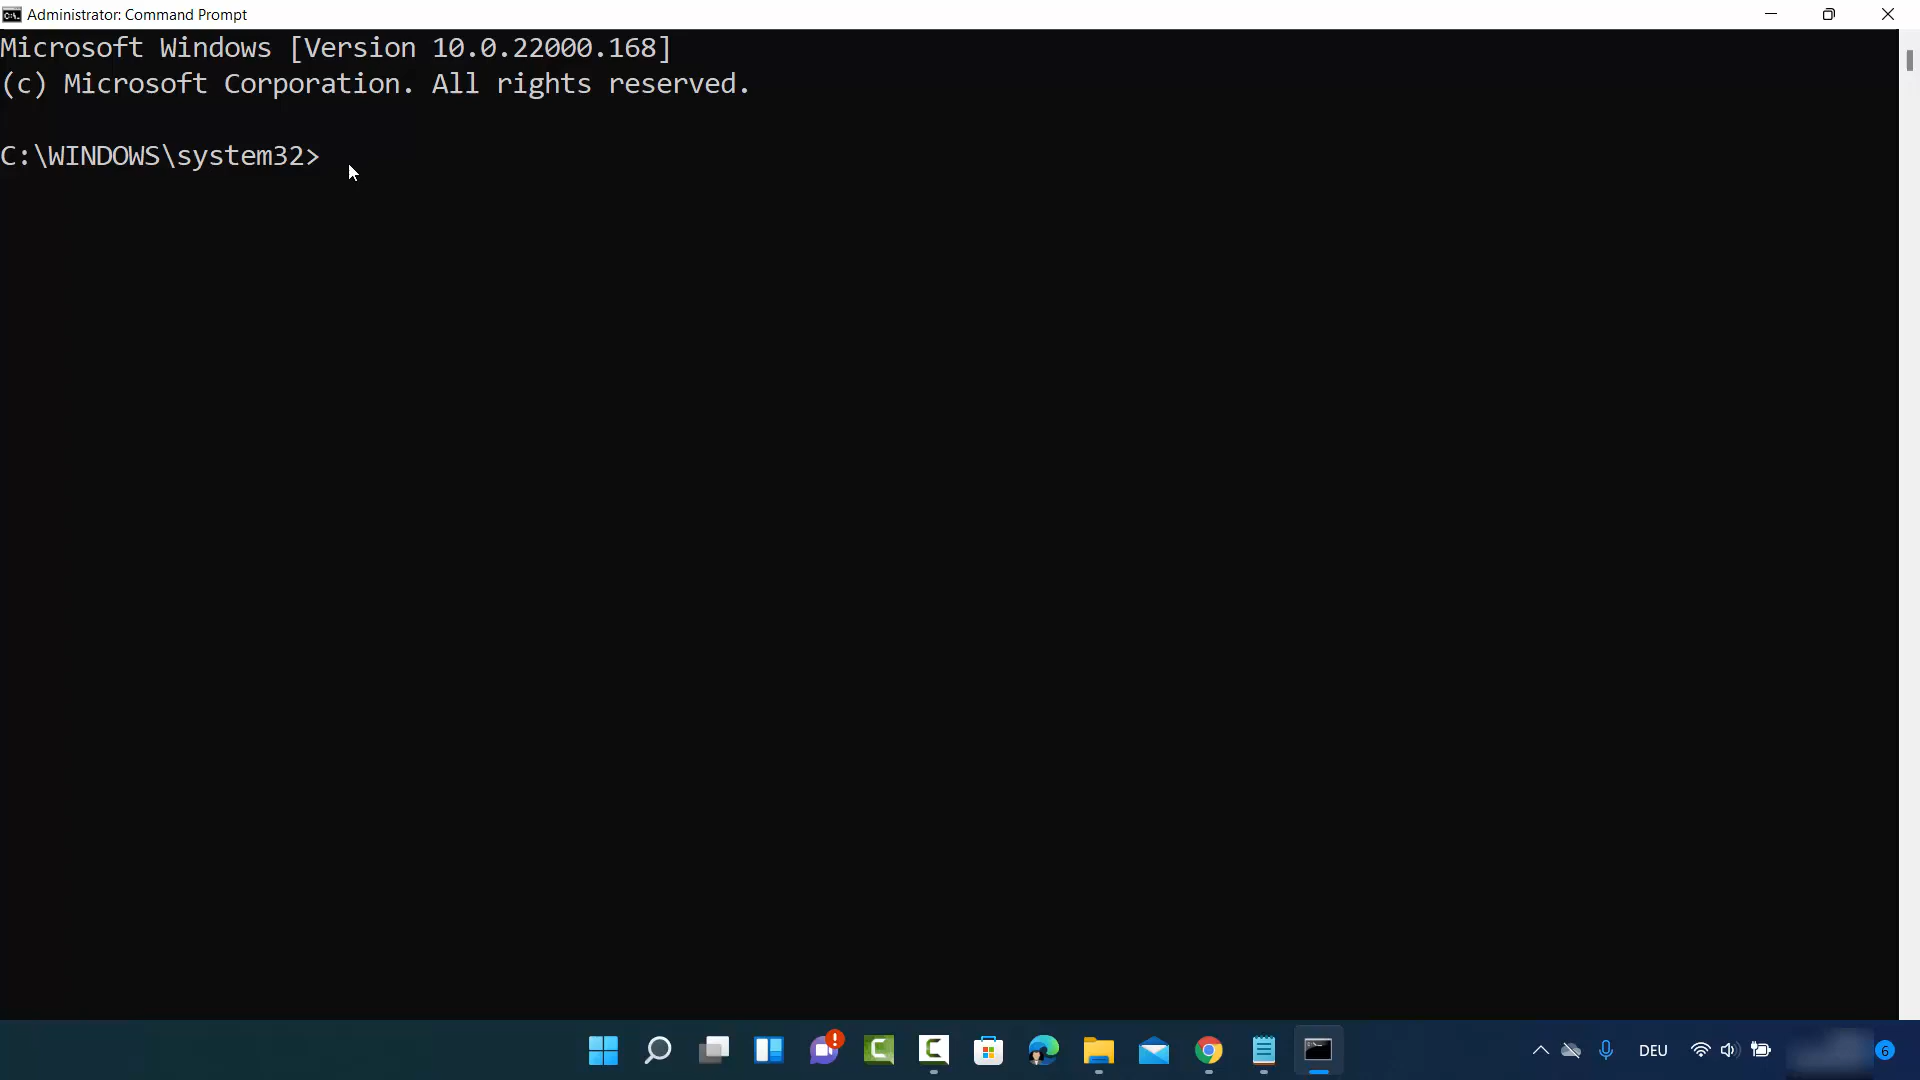 Administrator: Command Prompt
Microsoft Windows [Version 10.0.22000.168]
(c) Microsoft Corporation. All rights reserved.
C:\WINDOWS\system32>
DEU
6